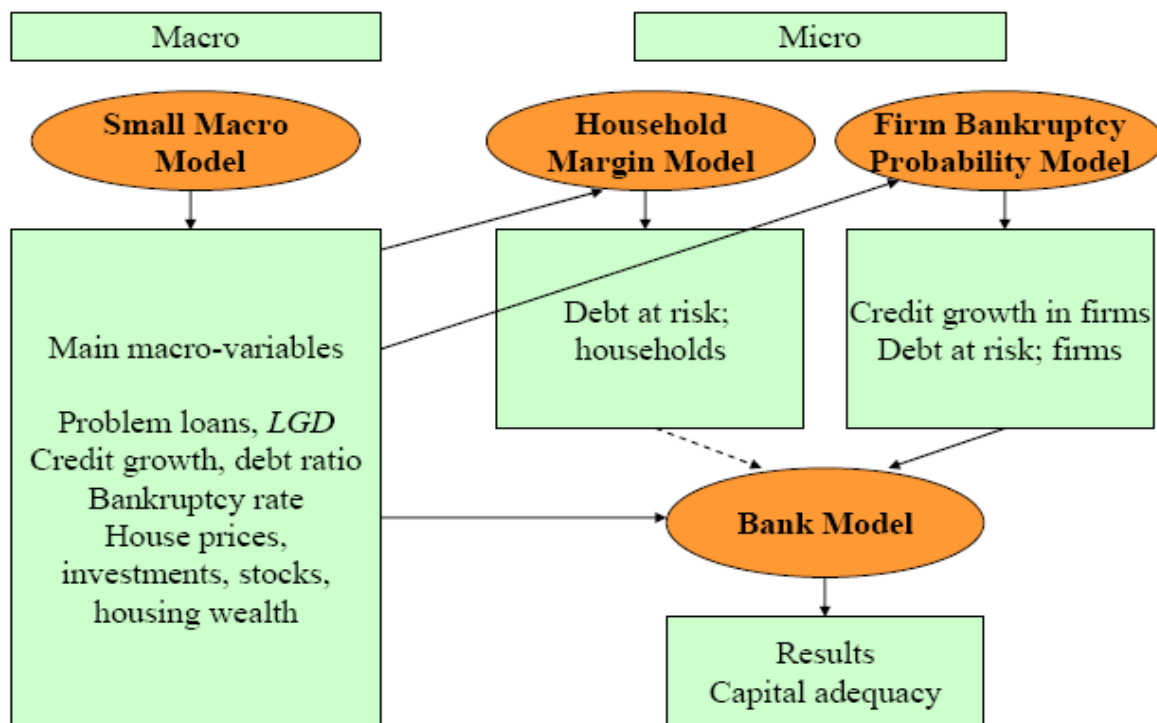 Macro
Micro
Small Macro
Model
Household
Margin Model
Firm Bankruptcy
Probability Model
Main macro-variables
Problem loans, LGD
Credit growth, debt ratio
Bankruptcy rate
House prices,
investments, stocks,
housing wealth
Debt at risk;
households
Credit growth in firms
Debt at risk; firms
Bank Model
Results
Capital adequacy